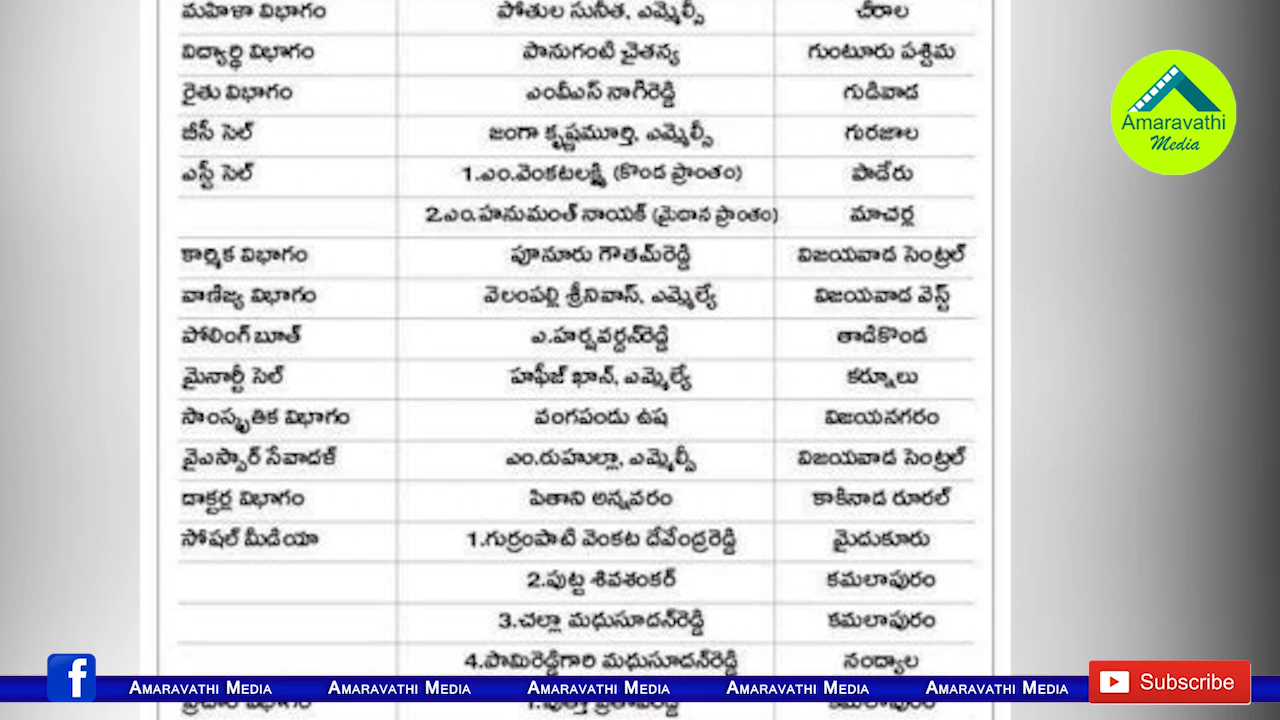 మహిళా విభాగం పోతుల సునీత, ఎమ్మెల్సీ చీరాల
విద్యార్థి విభాగం పానుగంటి చైతన్య గుంటూరు పశ్చిమ
రైతు విభాగం ఎంవీఎస్ నాగిరెడ్డి గుడివాడ
బీసీ సెల్ జంగా కృష్ణమూర్తి, ఎమ్మెల్సీ గురజాల
ఎస్టీ సెల్ 1.ఎం.వెంకటలక్ష్మి (కొండ ప్రాంతం) పాడేరు
2.ఎం.హనుమంత్ నాయక్ (మైదాన ప్రాంతం) మాచర్ల
కార్మిక విభాగం పూనూరు గౌతమ్‌రెడ్డి విజయవాడ సెంట్రల్
వాణిజ్య విభాగం వెలంపల్లి శ్రీనివాస్, ఎమ్మెల్యే విజయవాడ వెస్ట్
పోలింగ్ బూత్ ఎ.హర్షవర్దన్‌రెడ్డి తాడికొండ
మైనార్టీ సెల్ హఫీజ్ ఖాన్, ఎమ్మెల్యే కర్నూలు
సాంస్కృతిక విభాగం వంగపండు ఉష విజయనగరం
వైఎస్సార్ సేవాదళ్ ఎం.రుహుల్లా, ఎమ్మెల్సీ విజయవాడ సెంట్రల్
డాక్టర్ల విభాగం పితాని అన్నవరం కాకినాడ రూరల్
సోషల్ మీడియా 1.గుర్రంపాటి వెంకట దేవేంద్రరెడ్డి మైదుకూరు
2.పుట్ట శివశంకర్ కమలాపురం
3.చల్లా మధుసూదన్‌రెడ్డి కమలాపురం
4.పామిరెడ్డిగారి మధుసూదన్‌రెడ్డి నంద్యాల
Amaravathi
Media
f Amaravathi Media Amaravathi Media Amaravathi Media Amaravathi Media Amaravathi Media Subscribe